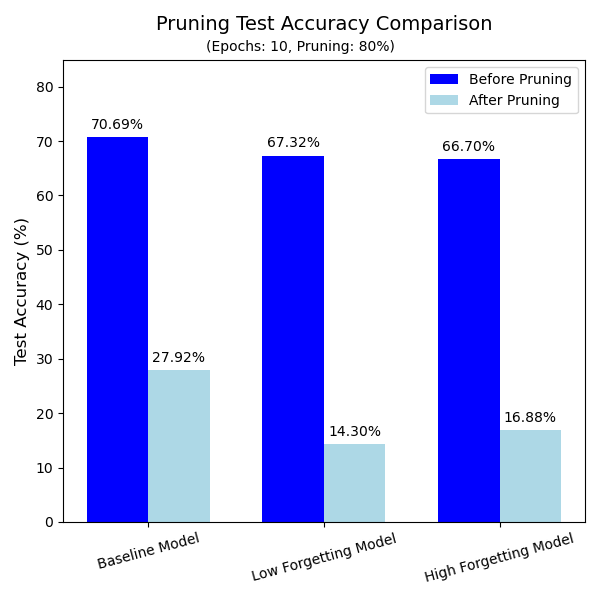 Pruning Test Accuracy Comparison
(Epochs: 10, Pruning: 80%)
Before Pruning
After Pruning
Test Accuracy (%)
80
70
60
50
40
30
20
10
0
70.69%
67.32%
66.70%
27.92%
14.30%
16.88%
Baseline Model
Low Forgetting Model
High Forgetting Model